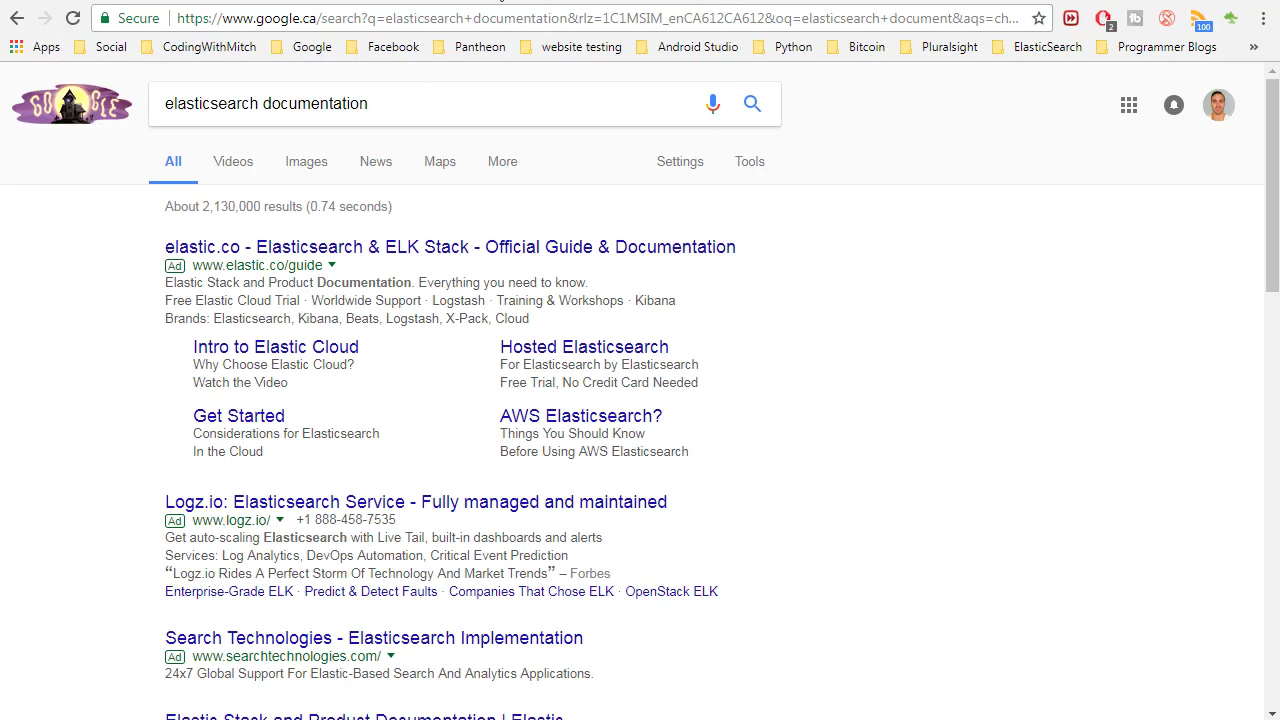 Secure https://www.google.ca/search?q=elasticsearch+documentation&rlz=1C1MSIM_enCA612CA612&oq=elasticsearch+document&aqs=ch...
2
100
Apps Social CodingWithMitch Google Facebook Pantheon website testing Android Studio Python Bitcoin Pluralsight ElasticSearch Programmer Blogs »
GOOGLE
elasticsearch documentation
All Videos Images News Maps More Settings Tools
About 2,130,000 results (0.74 seconds)
elastic.co - Elasticsearch & ELK Stack - Official Guide & Documentation
Ad www.elastic.co/guide
Elastic Stack and Product Documentation. Everything you need to know.
Free Elastic Cloud Trial · Worldwide Support · Logstash · Training & Workshops · Kibana
Brands: Elasticsearch, Kibana, Beats, Logstash, X-Pack, Cloud
Intro to Elastic Cloud
Why Choose Elastic Cloud?
Watch the Video
Hosted Elasticsearch
For Elasticsearch by Elasticsearch
Free Trial, No Credit Card Needed
Get Started
Considerations for Elasticsearch
In the Cloud
AWS Elasticsearch?
Things You Should Know
Before Using AWS Elasticsearch
Logz.io: Elasticsearch Service - Fully managed and maintained
Ad www.logz.io/ +1 888-458-7535
Get auto-scaling Elasticsearch with Live Tail, built-in dashboards and alerts
Services: Log Analytics, DevOps Automation, Critical Event Prediction
“Logz.io Rides A Perfect Storm Of Technology And Market Trends” – Forbes
Enterprise-Grade ELK · Predict & Detect Faults · Companies That Chose ELK · OpenStack ELK
Search Technologies - Elasticsearch Implementation
Ad www.searchtechnologies.com/
24x7 Global Support For Elastic-Based Search And Analytics Applications.
Elastic Stack and Product Documentation | Elastic